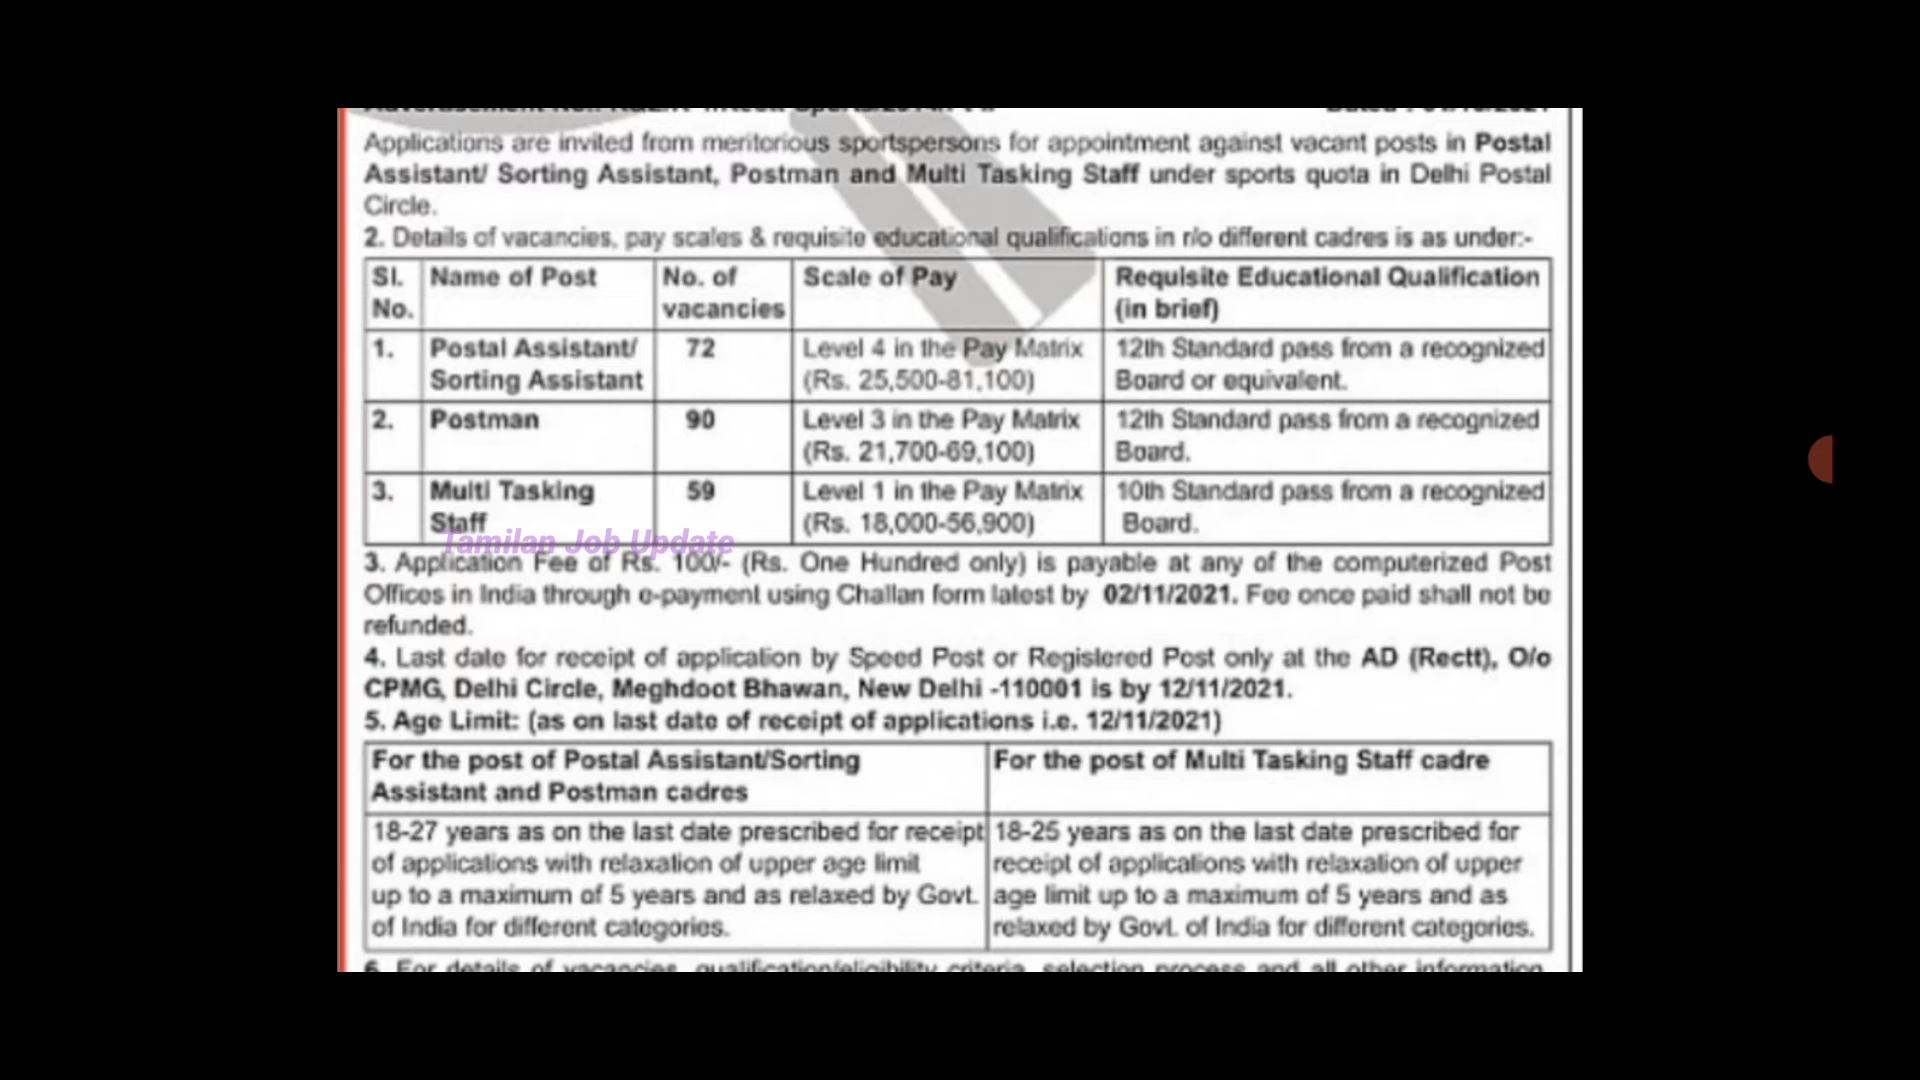 Applications are invited from meritorious sportspersons for appointment against vacant posts in Postal
Assistant/ Sorting Assistant, Postman and Multi Tasking Staff under sports quota in Delhi Postal
Circle.
2. Details of vacancies, pay scales & requisite educational qualifications in r/o different cadres is as under:-
Sl. No. Name of Post No. of vacancies Scale of Pay Requisite Educational Qualification (in brief)
1. Postal Assistant/ Sorting Assistant 72 Level 4 in the Pay Matrix (Rs. 25,500-81,100) 12th Standard pass from a recognized Board or equivalent.
2. Postman 90 Level 3 in the Pay Matrix (Rs. 21,700-69,100) 12th Standard pass from a recognized Board.
3. Multi Tasking Staff 59 Level 1 in the Pay Matrix (Rs. 18,000-56,900) 10th Standard pass from a recognized Board.
Tamilan Job Update
3. Application Fee of Rs. 100/- (Rs. One Hundred only) is payable at any of the computerized Post
Offices in India through e-payment using Challan form latest by 02/11/2021. Fee once paid shall not be
refunded.
4. Last date for receipt of application by Speed Post or Registered Post only at the AD (Rectt), O/o
CPMG, Delhi Circle, Meghdoot Bhawan, New Delhi -110001 is by 12/11/2021.
5. Age Limit: (as on last date of receipt of applications i.e. 12/11/2021)
For the post of Postal Assistant/Sorting
Assistant and Postman cadres
For the post of Multi Tasking Staff cadre
18-27 years as on the last date prescribed for receipt
of applications with relaxation of upper age limit
up to a maximum of 5 years and as relaxed by Govt.
of India for different categories.
18-25 years as on the last date prescribed for
receipt of applications with relaxation of upper
age limit up to a maximum of 5 years and as
relaxed by Govt. of India for different categories.
6. For details of vacancies, qualification/eligibility criteria, selection process and all other information